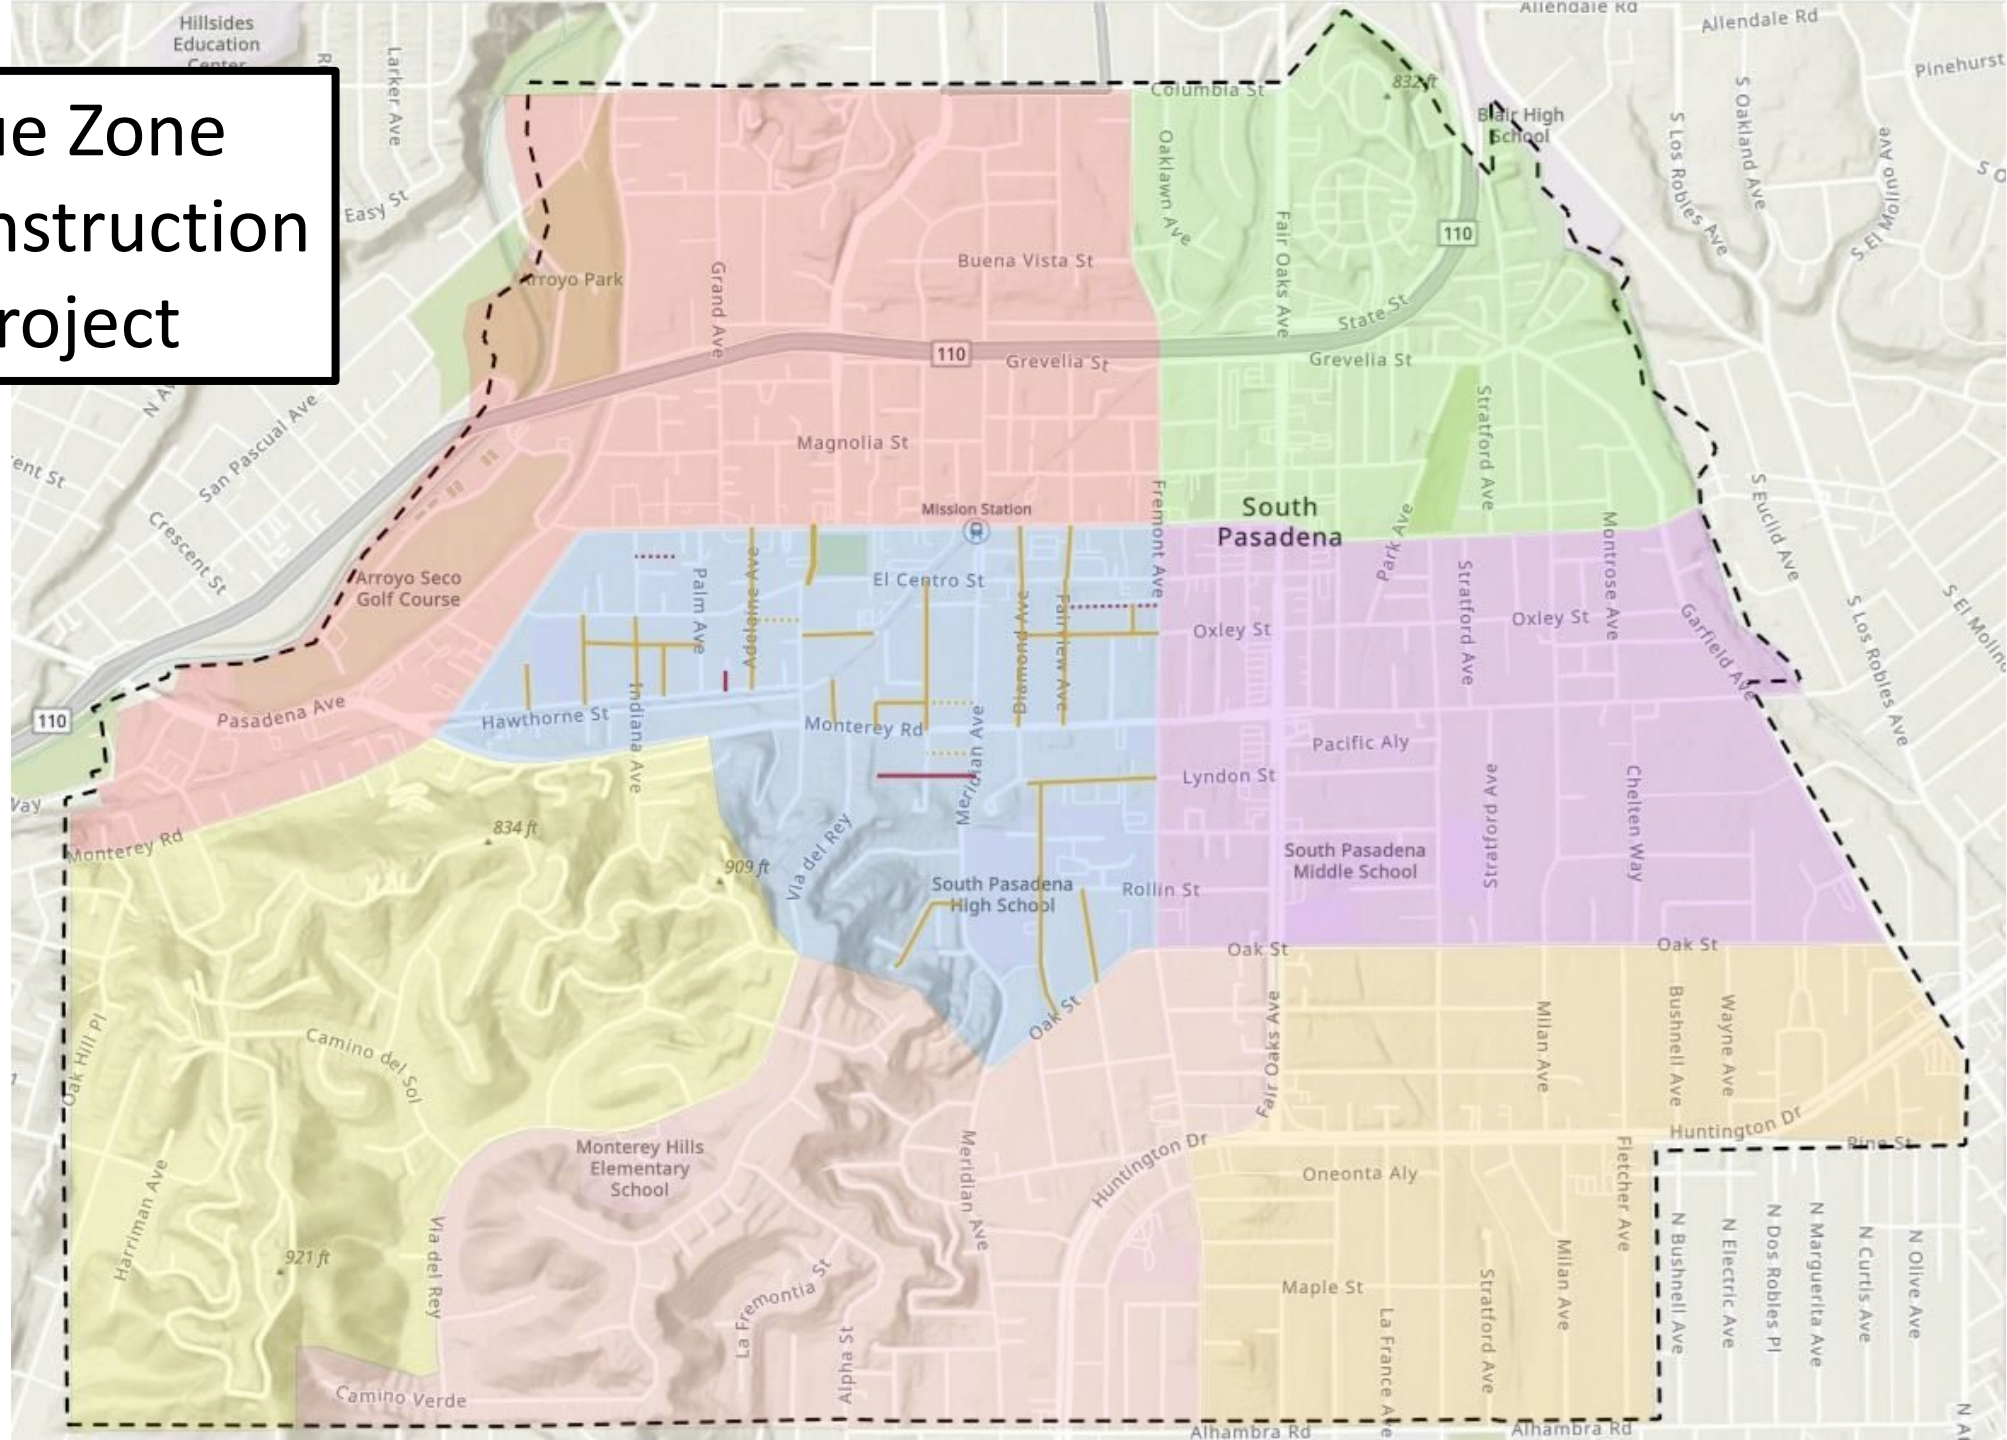 Hillsides
Education
Center
ue Zone
nstruction
roject
Larker Ave
Easy St
San Pascual Ave
ent St
Crescent St
110
Way
Arroyo Park
Grand Ave
Buena Vista St
110
Grevelia St
Magnolia St
Mission Station
Arroyo Seco
Golf Course
Pasadena Ave
Monterey Rd
Columbia St
832 ft
Oaklawn Ave
Fair Oaks Ave
110
State St
Grevelia St
Stratford Ave
Blair High
School
Allendale Rd
Allendale Rd
Pinehurst
S Oakland Ave
S Los Robles Ave
S El Molino Ave
S O
South
Pasadena
Fremont Ave
Park Ave
Stratford Ave
Montrose Ave
Oxley St
Oxley St
Garfield Ave
S Euclid Ave
S Los Robles Ave
S El Molino
Palm Ave
Adelaine Ave
El Centro St
Diamond Ave
Fairview Ave
Hawthorne St
Indiana Ave
Monterey Rd
Meridian Ave
Via del Rey
South Pasadena
High School
Rollin St
Oak St
Pacific Aly
Lyndon St
South Pasadena
Middle School
Stratford Ave
Chelten Way
Oak St
Oak St
834 ft
909 ft
Oak Hill Pl
Camino del Sol
Harriman Ave
921 ft
Via del Rey
Camino Verde
Monterey Hills
Elementary
School
La Fremontia St
Alpha St
Meridian Ave
Huntington Dr
Fair Oaks Ave
Milan Ave
Bushnell Ave
Wayne Ave
Huntington Dr
Pine St
Oneonta Aly
Fletcher Ave
Maple St
La France Ave
Stratford Ave
Milan Ave
N Bushnell Ave
N Electric Ave
N Dos Robles Pl
N Marguerita Ave
N Curtis Ave
N Olive Ave
Alhambra Rd
Alhambra Rd